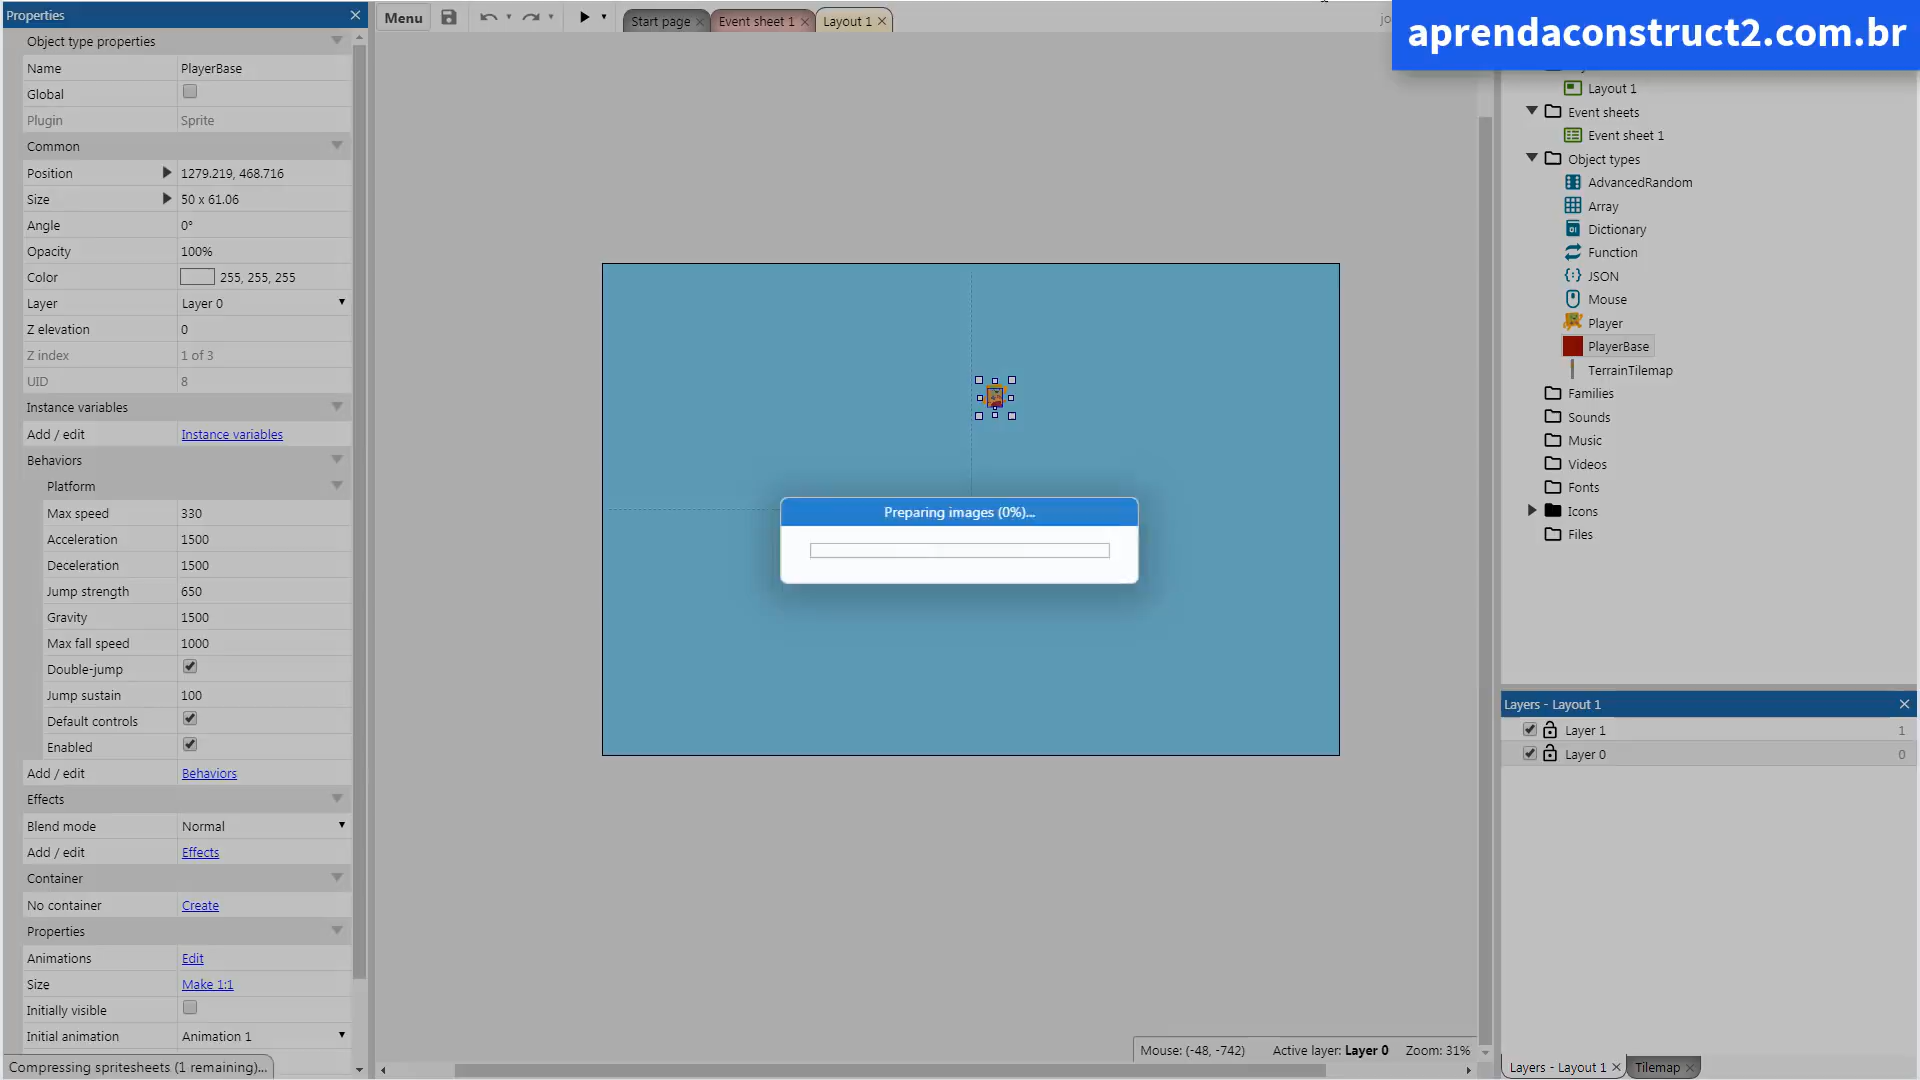 Properties
Object type properties
Name PlayerBase
Global
Plugin Sprite
Common
Position 1279.219, 468.716
Size 50 x 61.06
Angle 0°
Opacity 100%
Color 255, 255, 255
Layer Layer 0
Z elevation 0
Z index 1 of 3
UID 8
Instance variables
Add / edit Instance variables
Behaviors
Platform
Max speed 330
Acceleration 1500
Deceleration 1500
Jump strength 650
Gravity 1500
Max fall speed 1000
Double-jump
Jump sustain 100
Default controls
Enabled
Add / edit Behaviors
Effects
Blend mode Normal
Add / edit Effects
Container
No container Create
Properties
Animations Edit
Size Make 1:1
Initially visible
Initial animation Animation 1
Compressing spritesheets (1 remaining)...
Menu
Start page Event sheet 1 Layout 1
Preparing images (0%)...
Mouse: (-48, -742) Active layer: Layer 0 Zoom: 31%
aprendaconstruct2.com.br
Layout 1
Event sheets
Event sheet 1
Object types
AdvancedRandom
Array
Dictionary
Function
JSON
Mouse
Player
PlayerBase
TerrainTilemap
Families
Sounds
Music
Videos
Fonts
Icons
Files
Layers - Layout 1
Layer 1 1
Layer 0 0
Layers - Layout 1 Tilemap